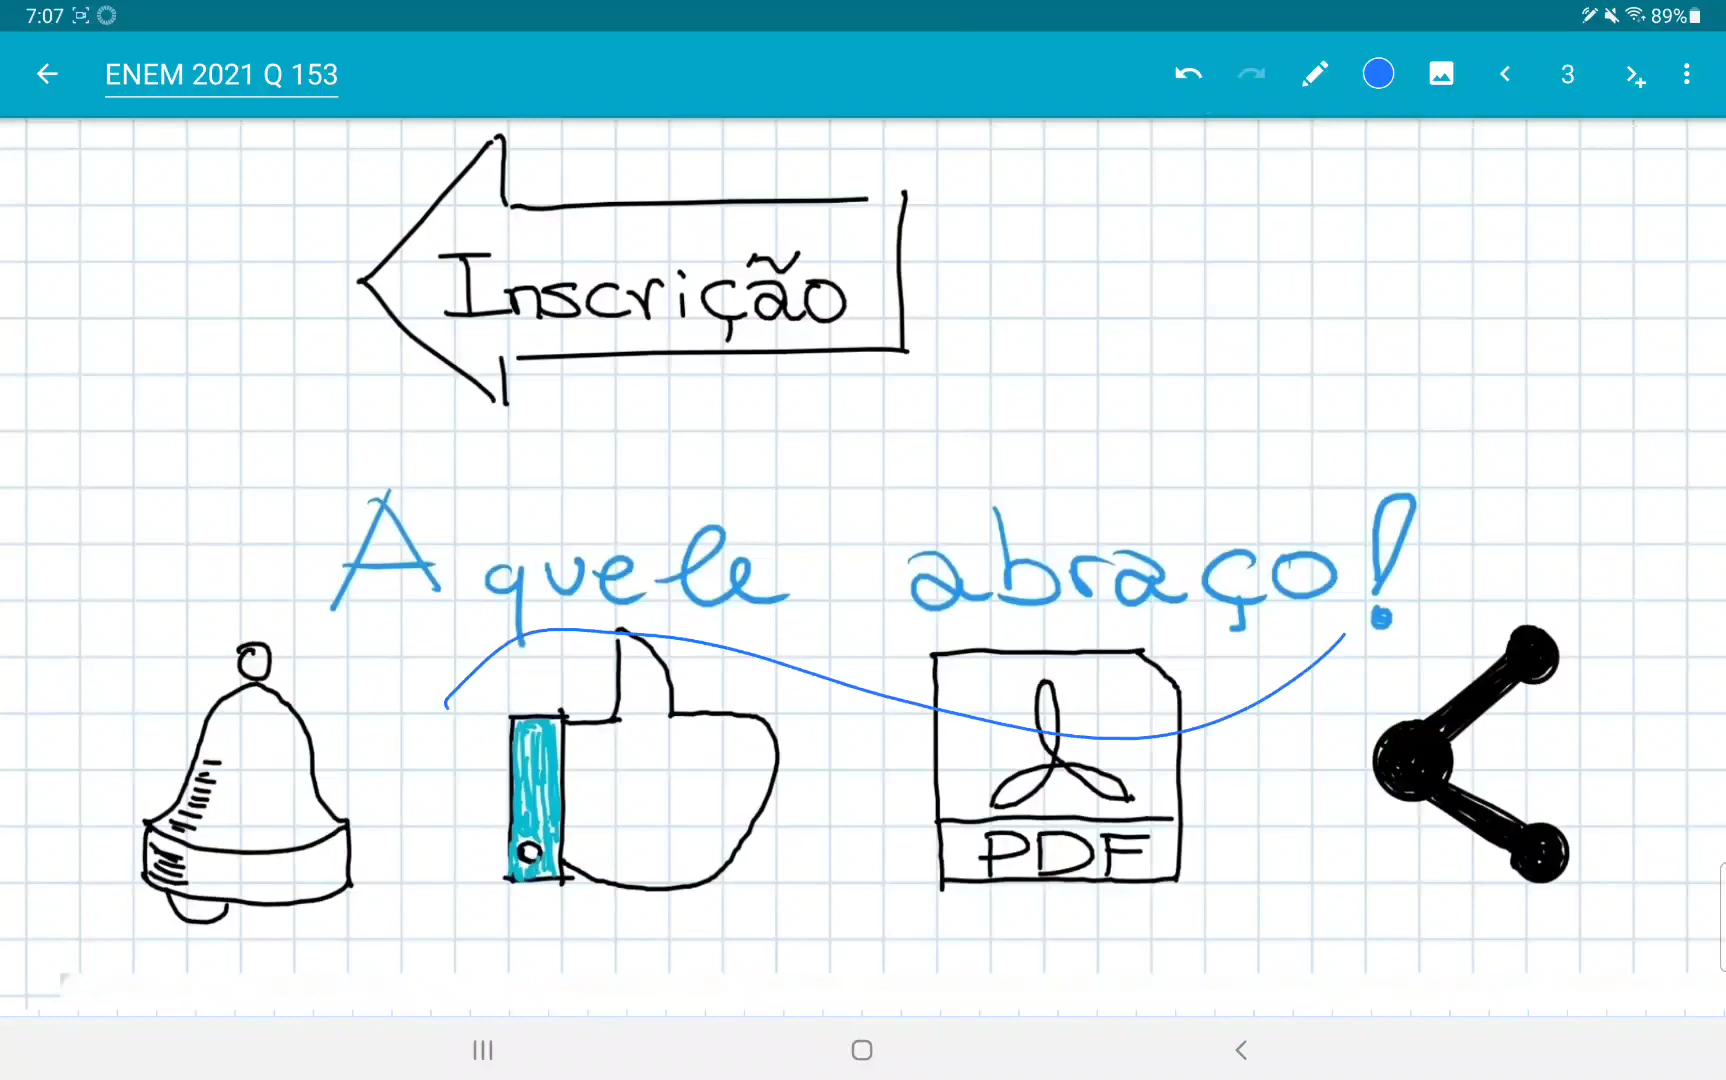 7:07 89%
ENEM 2021 Q 153 3
Inscrição
Aquele abraço!
PDF